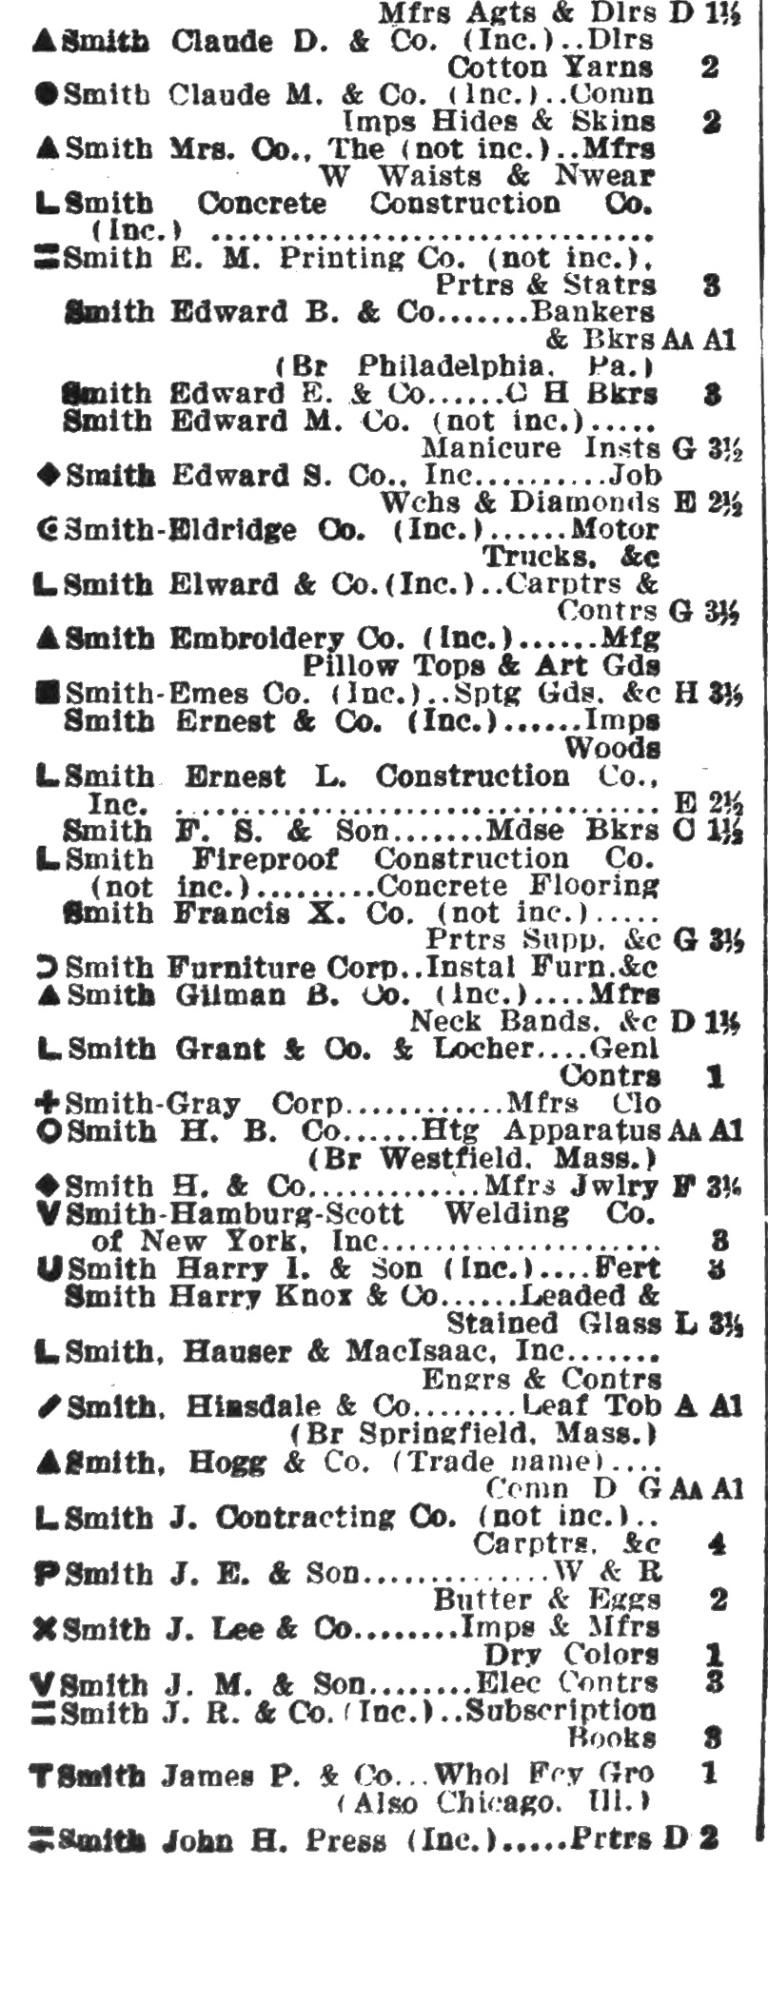 Mfrs Agts & Dlrs D 1½
▲Smith Claude D. & Co. (Inc.)..Dlrs
Cotton Yarns 2
●Smith Claude M. & Co. (Inc.)..Comn
Imps Hides & Skins 2
▲Smith Mrs. Co., The (not inc.)..Mfrs
W Waists & Nwear
LSmith Concrete Construction Co.
(Inc.) ................................
=Smith E. M. Printing Co. (not inc.),
Prtrs & Statrs 3
Smith Edward B. & Co.......Bankers
& Bkrs AA A1
(Br Philadelphia, Pa.)
Smith Edward E. & Co......C H Bkrs 3
Smith Edward M. Co. (not inc.).....
Manicure Insts G 3½
◆Smith Edward S. Co., Inc..........Job
Wchs & Diamonds E 2½
Smith-Eldridge Co. (Inc.)......Motor
Trucks, &c
LSmith Elward & Co.(Inc.)..Carptrs &
Contrs G 3½
▲Smith Embroidery Co. (Inc.)......Mfg
Pillow Tops & Art Gds
■Smith-Emes Co. (Inc.)..Sptg Gds. &c H 3½
Smith Ernest & Co. (Inc.)......Imps
Woods
LSmith Ernest L. Construction Co.,
Inc. ................................... E 2½
Smith F. S. & Son.......Mdse Bkrs C 1½
LSmith Fireproof Construction Co.
(not inc.).........Concrete Flooring
Smith Francis X. Co. (not inc.).....
Prtrs Supp. &c G 3½
Smith Furniture Corp..Instal Furn.&c
▲Smith Gilman B. Co. (Inc.)....Mfrs
Neck Bands, &c D 1½
LSmith Grant & Co. & Locher....Genl
Contrs 1
✚Smith-Gray Corp............Mfrs Clo
OSmith H. B. Co......Htg Apparatus AA A1
(Br Westfield, Mass.)
◆Smith H. & Co..............Mfrs Jwlry F 3½
VSmith-Hamburg-Scott Welding Co.
of New York, Inc..................... 3
USmith Harry I. & Son (Inc.)....Fert 3
Smith Harry Knox & Co......Leaded &
Stained Glass L 3½
LSmith, Hauser & MacIsaac, Inc.......
Engrs & Contrs
Smith, Hinsdale & Co........Leaf Tob A A1
(Br Springfield, Mass.)
▲Smith, Hogg & Co. (Trade name)....
Comn D G AA A1
LSmith J. Contracting Co. (not inc.)..
Carptrs, &c 4
PSmith J. E. & Son..............W & R
Butter & Eggs 2
✖Smith J. Lee & Co........Imps & Mfrs
Dry Colors 1
VSmith J. M. & Son........Elec Contrs 3
=Smith J. R. & Co.(Inc.)..Subscription
Books 3
TSmith James P. & Co...Whol Fcy Gro 1
(Also Chicago, Ill.)
=Smith John H. Press (Inc.).....Prtrs D 2